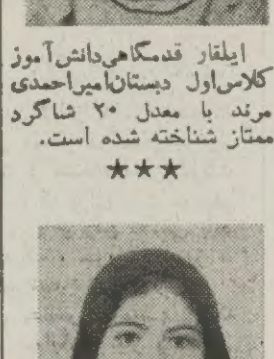 ایلقار قدمگاهی‌دانش‌آموز
کلاس‌اول دبستان‌امیراحمدی
مرند با معدل ۲۰ شاگرد
ممتاز شناخته شده است.
★★★